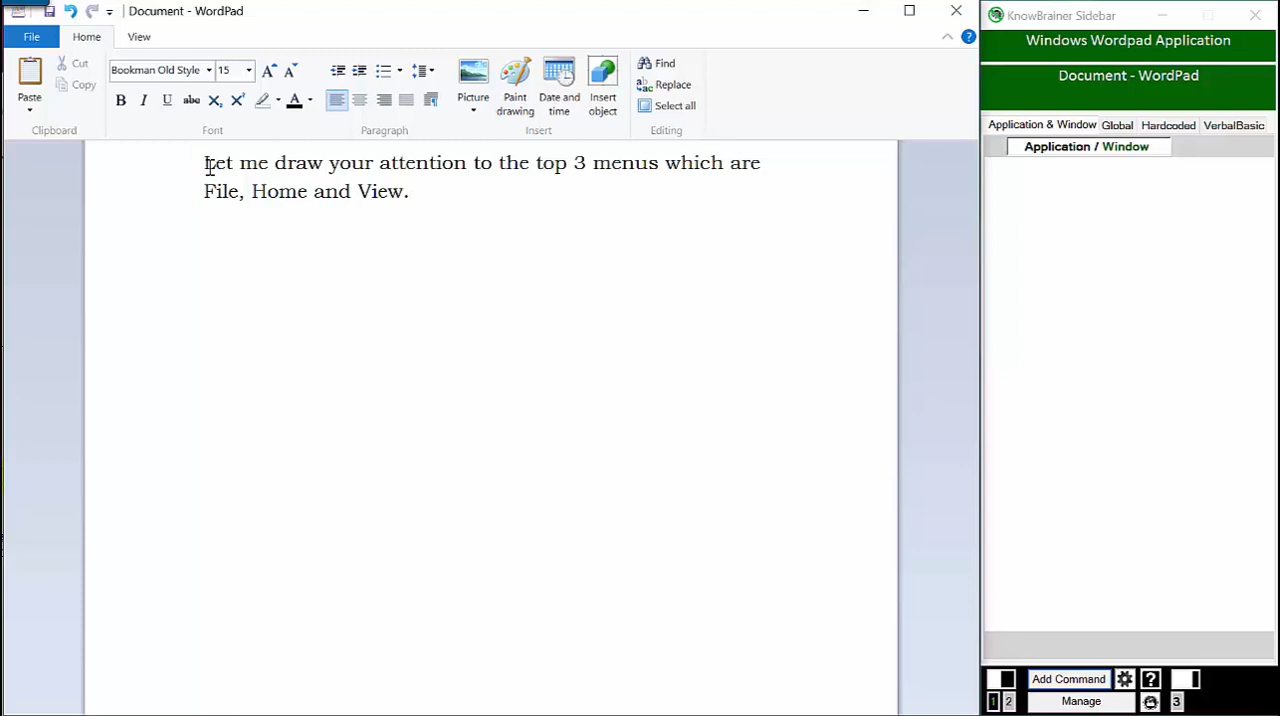 Document - WordPad
File Home View
Cut
Copy
Paste
Clipboard
Bookman Old Style 15
Font
Paragraph
Picture
Paint drawing
Date and time
Insert object
Insert
Find
Replace
Select all
Editing
Let me draw your attention to the top 3 menus which are
File, Home and View.
KnowBrainer Sidebar
Windows Wordpad Application
Document - WordPad
Application & Window Global Hardcoded VerbalBasic
Application / Window
Add Command
Manage
1 2 3